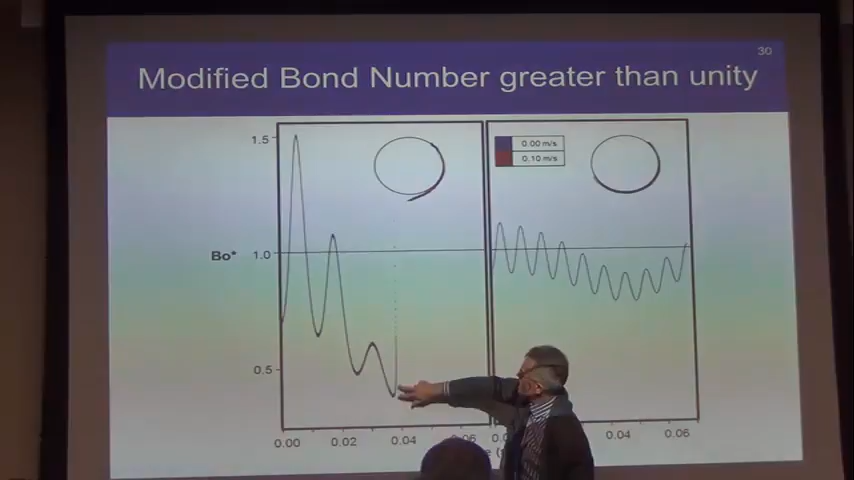 30
Modified Bond Number greater than unity
1.5
0.00 m/s
0.10 m/s
Bo* 1.0
0.5
0.00 0.02 0.04 0.06 0.04 0.06